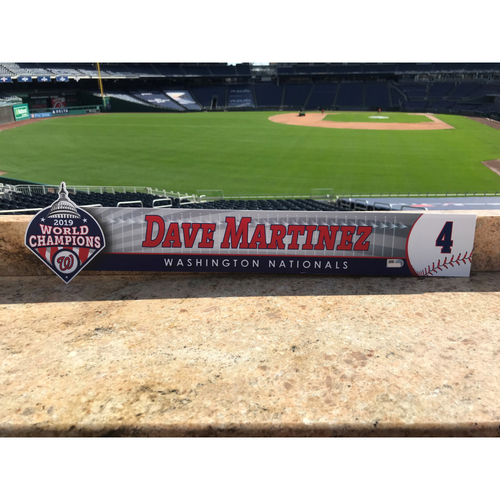 2019
WORLD
CHAMPIONS
W
DAVE MARTINEZ
WASHINGTON NATIONALS
4